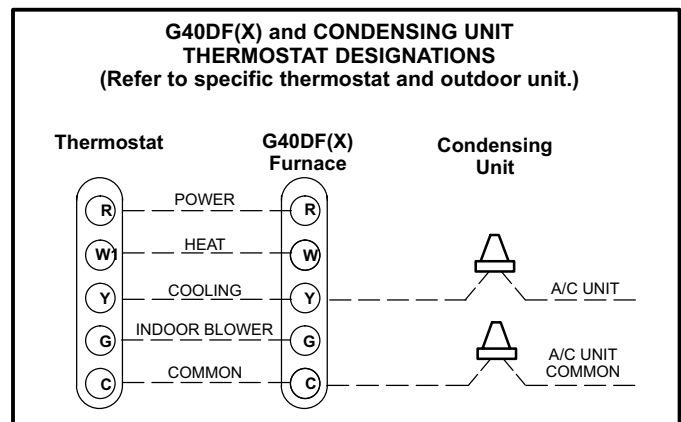 G40DF(X) and CONDENSING UNIT
THERMOSTAT DESIGNATIONS
(Refer to specific thermostat and outdoor unit.)
Thermostat
G40DF(X)
Furnace
Condensing
Unit
R POWER R
W1 HEAT W
Y COOLING Y A/C UNIT
G INDOOR BLOWER G
C COMMON C A/C UNIT
COMMON